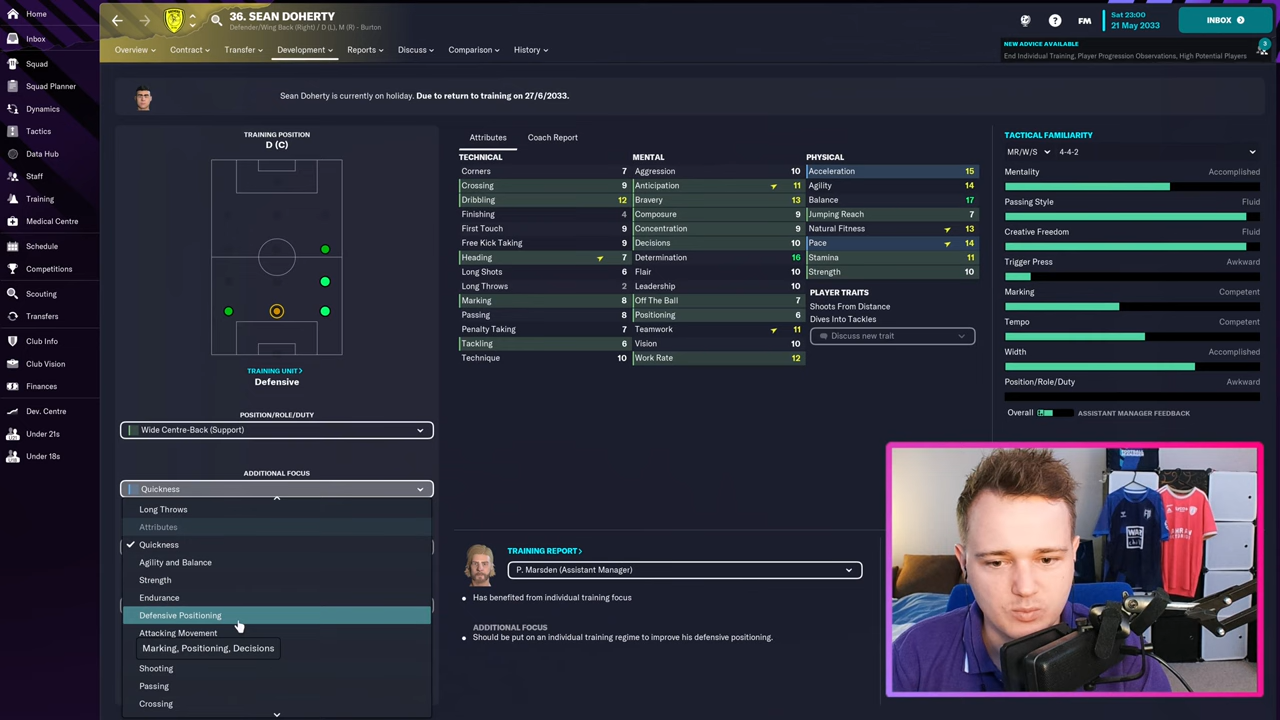 Home
Inbox
Squad
Squad Planner
Dynamics
Tactics
Data Hub
Staff
Training
Medical Centre
Schedule
Competitions
Scouting
Transfers
Club Info
Club Vision
Finances
Dev. Centre
Under 21s
Under 18s
36. SEAN DOHERTY
Defender/Wing Back (Right) / D (L), M (R) - Burton
FM
Sat 23:00
21 May 2033
INBOX
Overview
Contract
Transfer
Development
Reports
Discuss
Comparison
History
NEW ADVICE AVAILABLE
End Individual Training, Player Progression Observations, High Potential Players
3
Sean Doherty is currently on holiday. Due to return to training on 27/6/2033.
TRAINING POSITION
D (C)
TRAINING UNIT
Defensive
POSITION/ROLE/DUTY
Wide Centre-Back (Support)
ADDITIONAL FOCUS
Quickness
Long Throws
Attributes
Quickness
Agility and Balance
Strength
Endurance
Defensive Positioning
Attacking Movement
Marking, Positioning, Decisions
Shooting
Passing
Crossing
Attributes Coach Report
TECHNICAL
Corners 7
Crossing 9
Dribbling 12
Finishing 4
First Touch 9
Free Kick Taking 9
Heading 7
Long Shots 6
Long Throws 2
Marking 8
Passing 8
Penalty Taking 7
Tackling 6
Technique 10
MENTAL
Aggression 10
Anticipation 11
Bravery 13
Composure 9
Concentration 9
Decisions 10
Determination 16
Flair 10
Leadership 10
Off The Ball 7
Positioning 6
Teamwork 11
Vision 10
Work Rate 12
PHYSICAL
Acceleration 15
Agility 14
Balance 17
Jumping Reach 7
Natural Fitness 13
Pace 14
Stamina 11
Strength 10
PLAYER TRAITS
Shoots From Distance
Dives Into Tackles
Discuss new trait
TACTICAL FAMILIARITY
MR/W/S 4-4-2
Mentality Accomplished
Passing Style Fluid
Creative Freedom Fluid
Trigger Press Awkward
Marking Competent
Tempo Competent
Width Accomplished
Position/Role/Duty Awkward
Overall ASSISTANT MANAGER FEEDBACK
TRAINING REPORT
P. Marsden (Assistant Manager)
Has benefited from individual training focus
ADDITIONAL FOCUS
Should be put on an individual training regime to improve his defensive positioning.